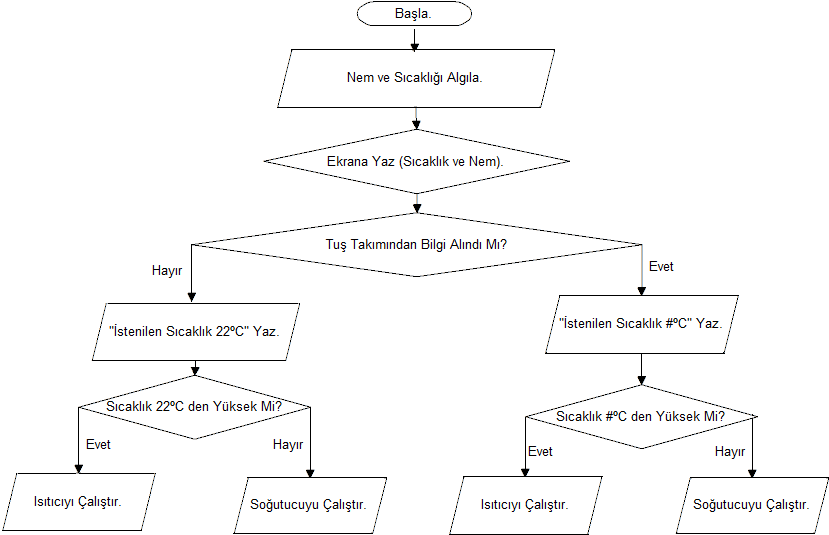 Başla.
Nem ve Sıcaklığı Algıla.
Ekrana Yaz (Sıcaklık ve Nem).
Tuş Takımından Bilgi Alındı Mı?
Hayır
Evet
"İstenilen Sıcaklık 22ºC" Yaz.
"İstenilen Sıcaklık #ºC" Yaz.
Sıcaklık 22ºC den Yüksek Mi?
Sıcaklık #ºC den Yüksek Mi?
Evet
Hayır
Evet
Hayır
Isıtıcıyı Çalıştır.
Soğutucuyu Çalıştır.
Isıtıcıyı Çalıştır.
Soğutucuyu Çalıştır.